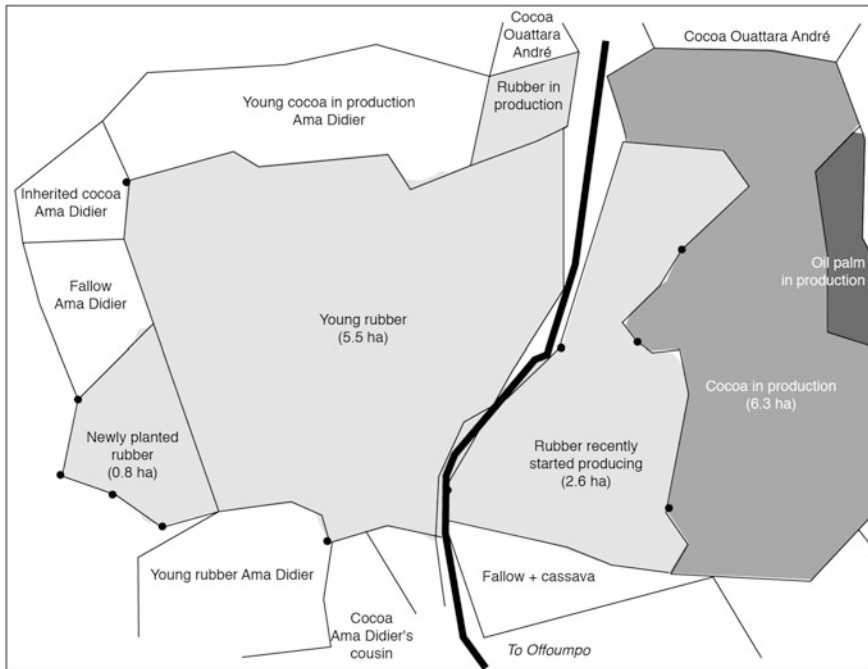 Cocoa
Ouattara
André
Cocoa Ouattara André
Rubber in
production
Young cocoa in production
Ama Didier
Inherited cocoa
Ama Didier
Fallow
Ama Didier
Oil palm
in production
Young rubber
(5.5 ha)
Cocoa in production
(6.3 ha)
Newly planted
rubber
(0.8 ha)
Rubber recently
started producing
(2.6 ha)
Young rubber Ama Didier
Fallow + cassava
Cocoa
Ama Didier's
cousin
To Offoumpo